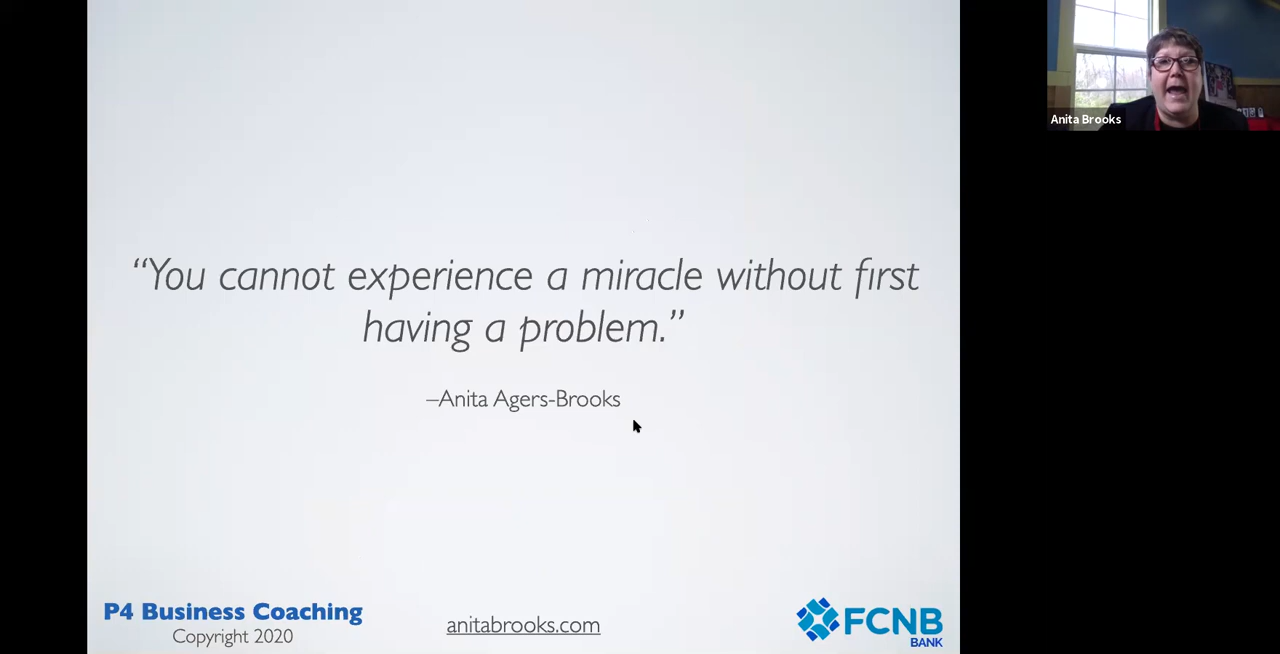 “You cannot experience a miracle without first
having a problem.”
–Anita Agers-Brooks
P4 Business Coaching
Copyright 2020
anitabrooks.com
FCNB
BANK
Anita Brooks